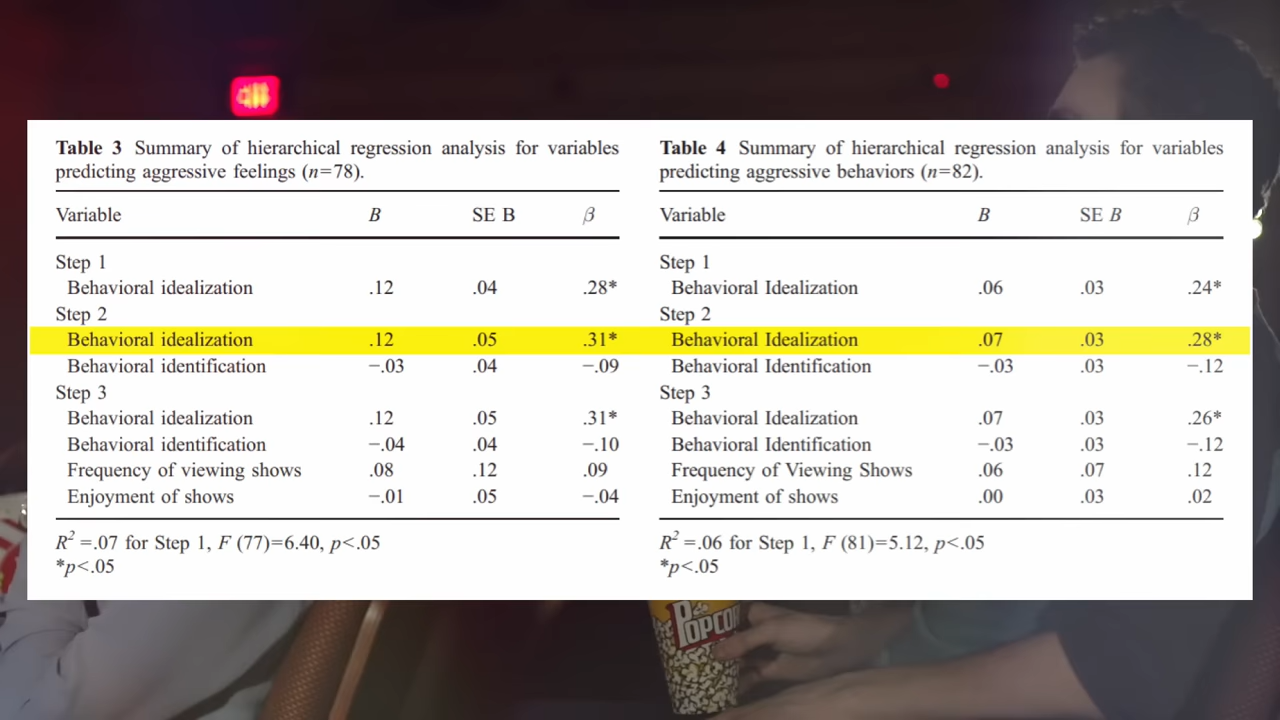 Table 3 Summary of hierarchical regression analysis for variables
predicting aggressive feelings (n=78).
Variable B SE B β
Step 1
Behavioral idealization .12 .04 .28*
Step 2
Behavioral idealization .12 .05 .31*
Behavioral identification −.03 .04 −.09
Step 3
Behavioral idealization .12 .05 .31*
Behavioral identification −.04 .04 −.10
Frequency of viewing shows .08 .12 .09
Enjoyment of shows −.01 .05 −.04
R² =.07 for Step 1, F (77)=6.40, p<.05
*p<.05
Table 4 Summary of hierarchical regression analysis for variables
predicting aggressive behaviors (n=82).
Variable B SE B β
Step 1
Behavioral Idealization .06 .03 .24*
Step 2
Behavioral Idealization .07 .03 .28*
Behavioral Identification −.03 .03 −.12
Step 3
Behavioral Idealization .07 .03 .26*
Behavioral Identification −.03 .03 −.12
Frequency of Viewing Shows .06 .07 .12
Enjoyment of shows .00 .03 .02
R² =.06 for Step 1, F (81)=5.12, p<.05
*p<.05
POPCO